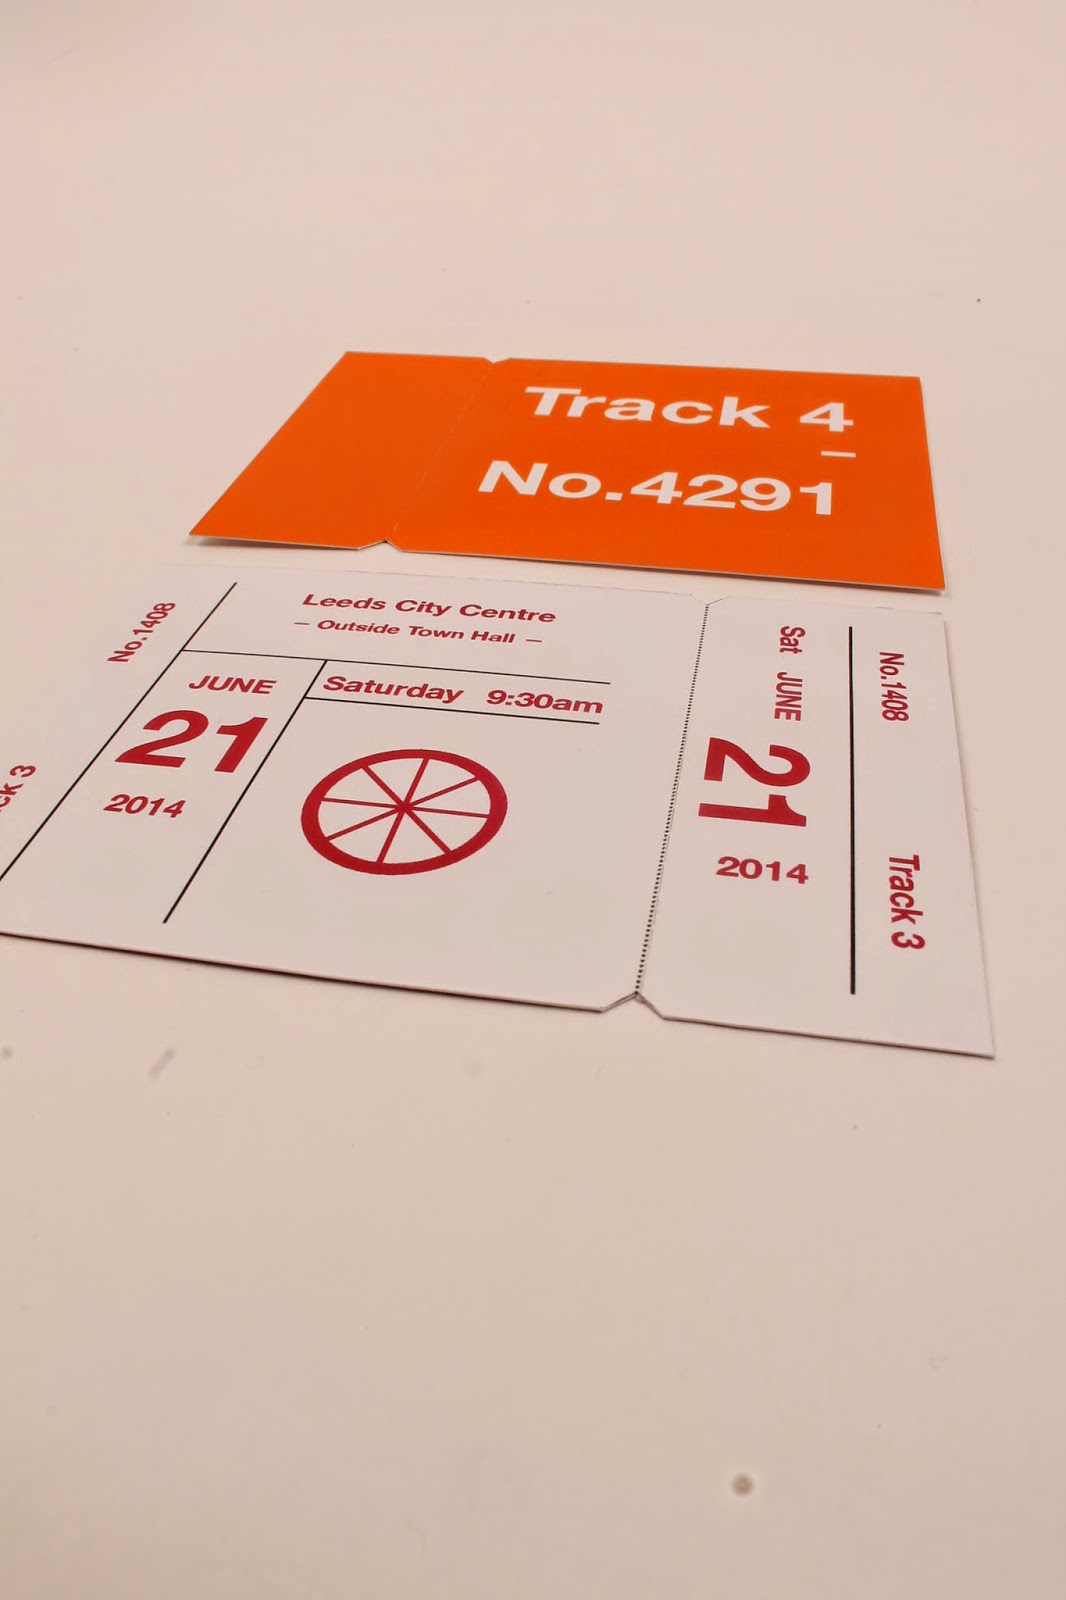 Track 4
–
No.4291
No.1408
Track 3
Leeds City Centre
– Outside Town Hall –
JUNE
21
2014
Saturday 9:30am
Sat JUNE
21
2014
No.1408
Track 3